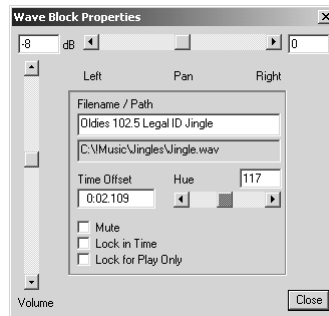 Wave Block Properties
-8 dB 0
Left Pan Right
Filename / Path
Oldies 102.5 Legal ID Jingle
C:\!Music\Jingles\Jingle.wav
Time Offset Hue 117
0:02.109
Mute
Lock in Time
Lock for Play Only
Volume
Close